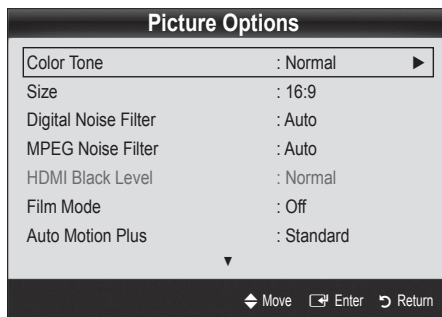 Picture Options
Color Tone : Normal ▶
Size : 16:9
Digital Noise Filter : Auto
MPEG Noise Filter : Auto
HDMI Black Level : Normal
Film Mode : Off
Auto Motion Plus : Standard
▼
Move Enter Return